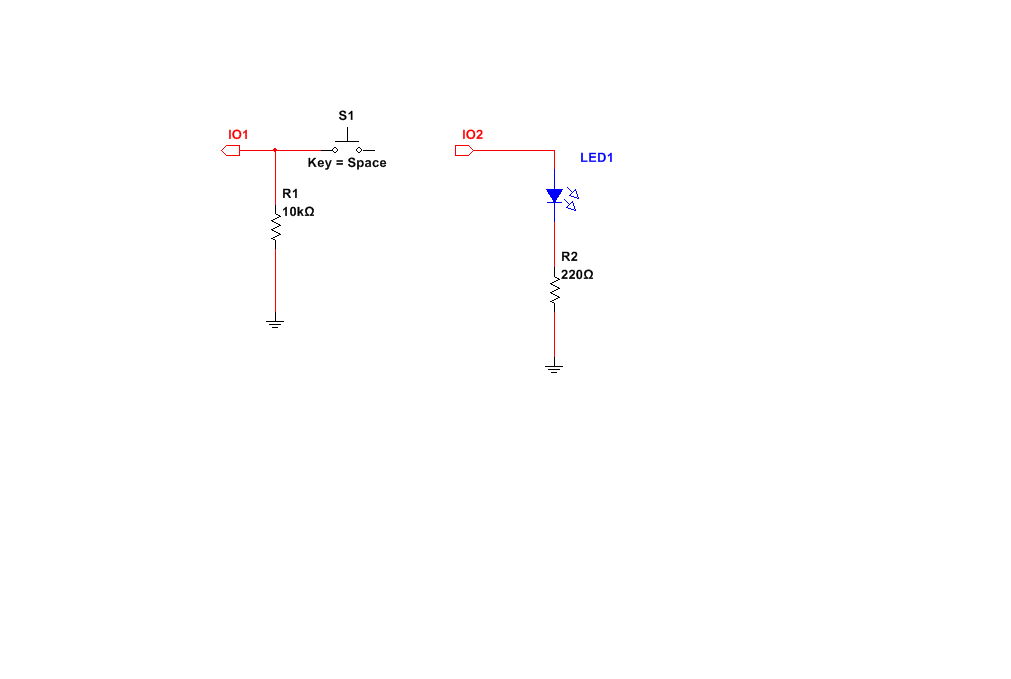 S1
IO1
Key = Space
IO2
LED1
R1
10kΩ
R2
220Ω